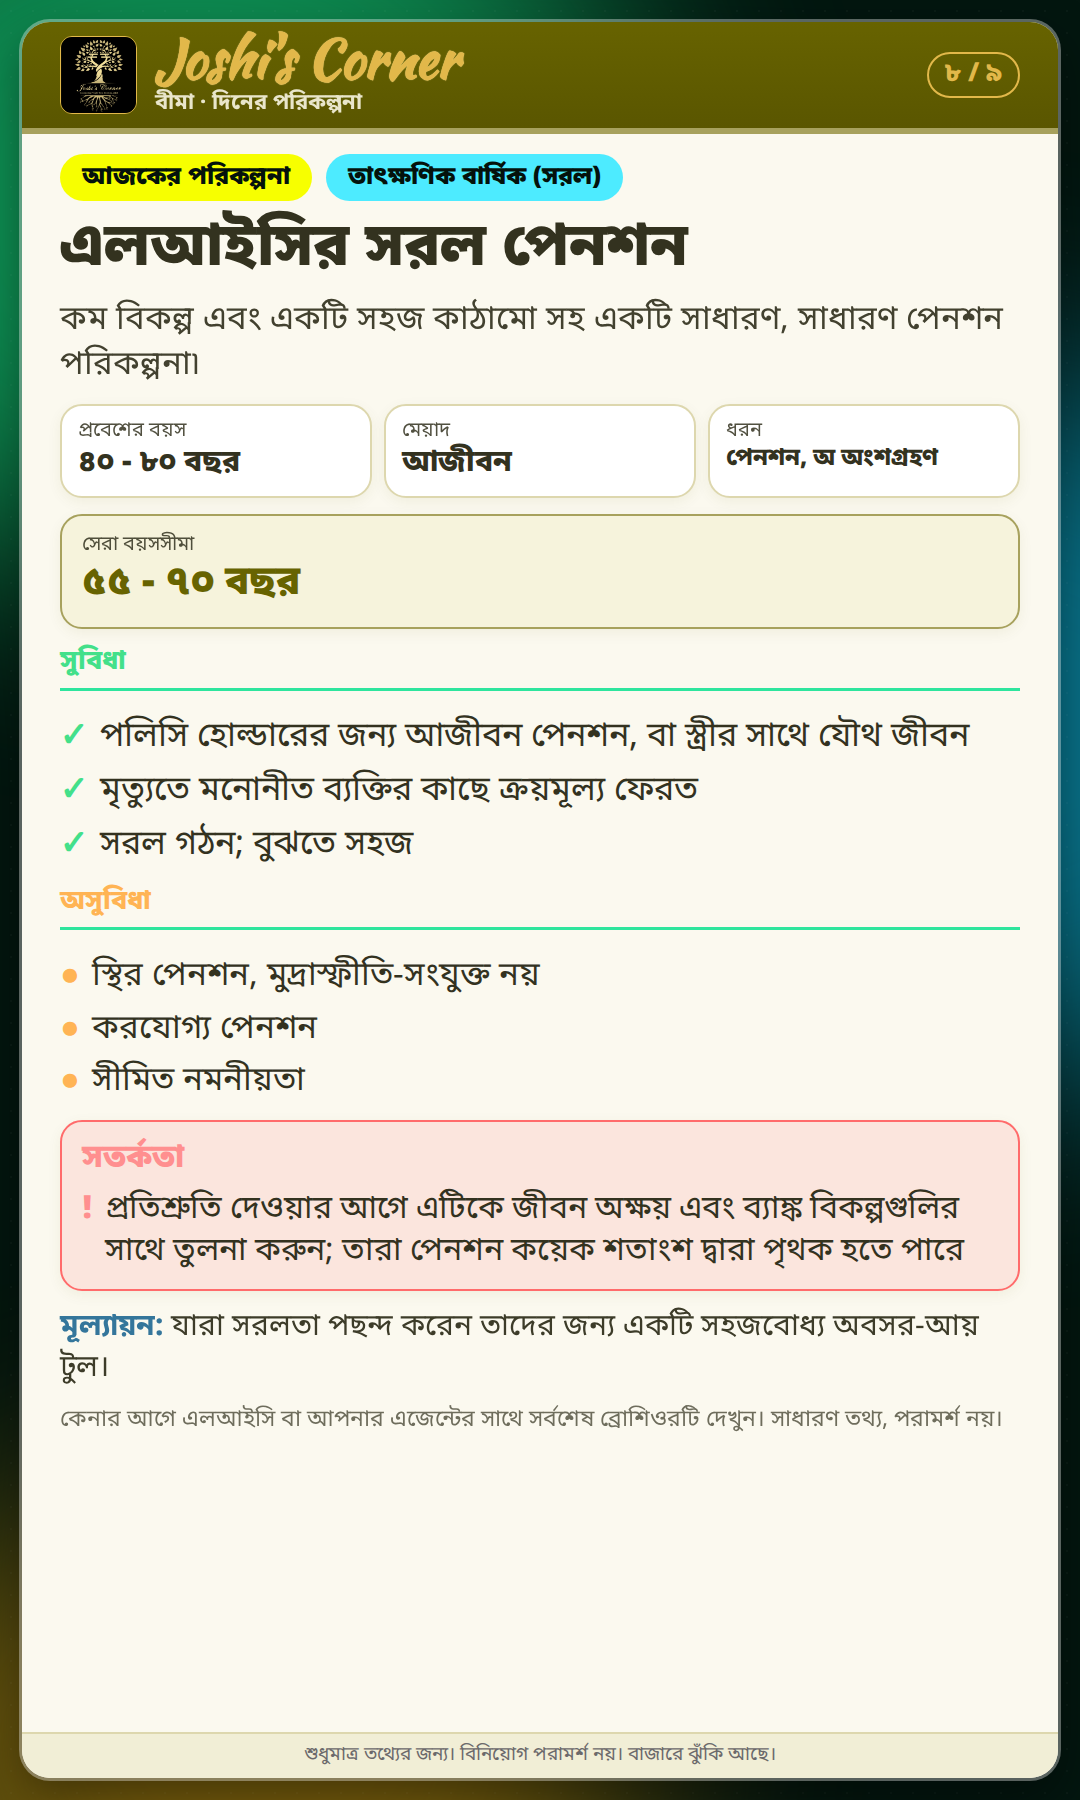 Joshi's Corner
বীমা · দিনের পরিকল্পনা
৮ / ৯
আজকের পরিকল্পনা
তাৎক্ষণিক বার্ষিক (সরল)
এলআইসির সরল পেনশন
কম বিকল্প এবং একটি সহজ কাঠামো সহ একটি সাধারণ, সাধারণ পেনশন
পরিকল্পনা৷
প্রবেশের বয়স
৪০ - ৮০ বছর
মেয়াদ
আজীবন
ধরন
পেনশন, অ অংশগ্রহণ
সেরা বয়সসীমা
৫৫ - ৭০ বছর
সুবিধা
✓ পলিসি হোল্ডারের জন্য আজীবন পেনশন, বা স্ত্রীর সাথে যৌথ জীবন
✓ মৃত্যুতে মনোনীত ব্যক্তির কাছে ক্রয়মূল্য ফেরত
✓ সরল গঠন; বুঝতে সহজ
অসুবিধা
● স্থির পেনশন, মুদ্রাস্ফীতি-সংযুক্ত নয়
● করযোগ্য পেনশন
● সীমিত নমনীয়তা
সতর্কতা
! প্রতিশ্রুতি দেওয়ার আগে এটিকে জীবন অক্ষয় এবং ব্যাঙ্ক বিকল্পগুলির
সাথে তুলনা করুন; তারা পেনশন কয়েক শতাংশ দ্বারা পৃথক হতে পারে
মূল্যায়ন: যারা সরলতা পছন্দ করেন তাদের জন্য একটি সহজবোধ্য অবসর-আয়
টুল।
কেনার আগে এলআইসি বা আপনার এজেন্টের সাথে সর্বশেষ ব্রোশিওরটি দেখুন। সাধারণ তথ্য, পরামর্শ নয়।
শুধুমাত্র তথ্যের জন্য। বিনিয়োগ পরামর্শ নয়। বাজারে ঝুঁকি আছে।